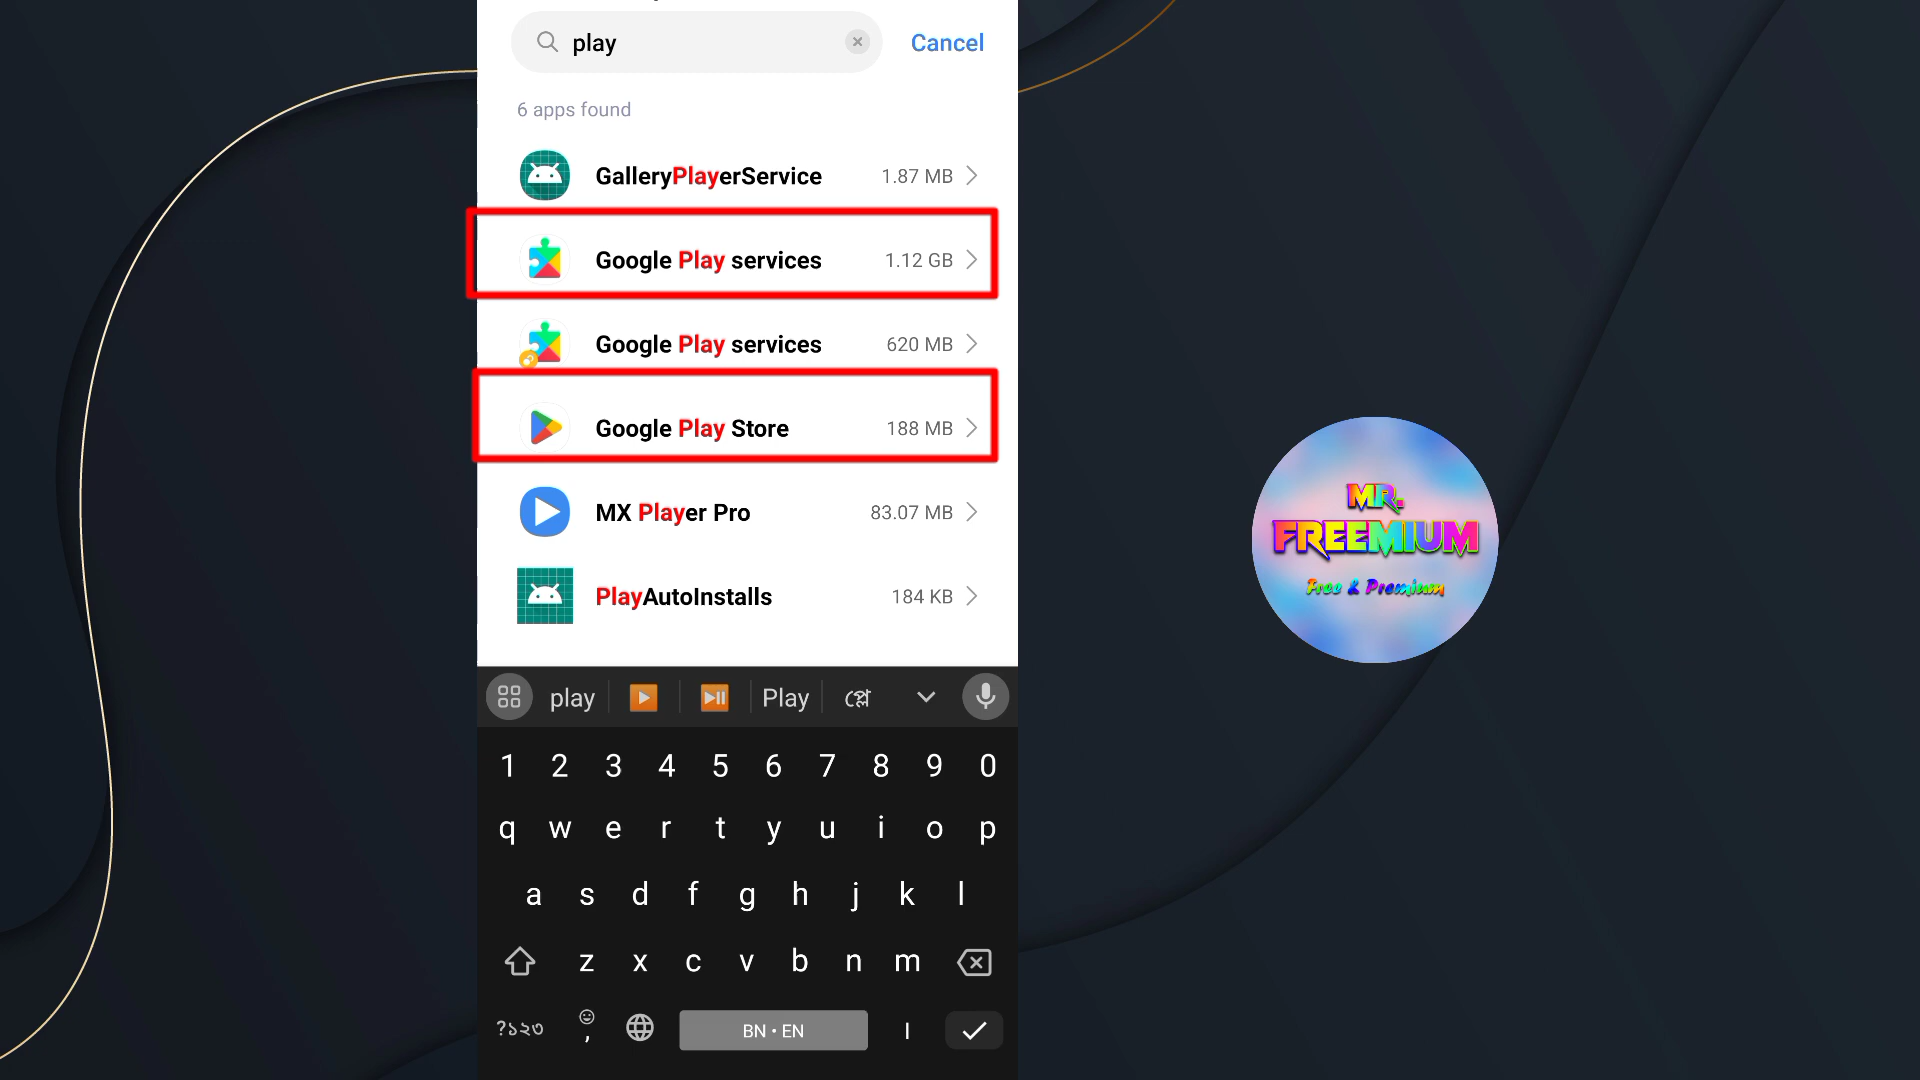 play
Cancel
6 apps found
GalleryPlayerService 1.87 MB
Google Play services 1.12 GB
Google Play services 620 MB
Google Play Store 188 MB
MX Player Pro 83.07 MB
PlayAutoInstalls 184 KB
play Play প্লে
1 2 3 4 5 6 7 8 9 0
q w e r t y u i o p
a s d f g h j k l
z x c v b n m
?১২৩ , BN • EN ।
MR.
FREEMIUM
Free & Premium